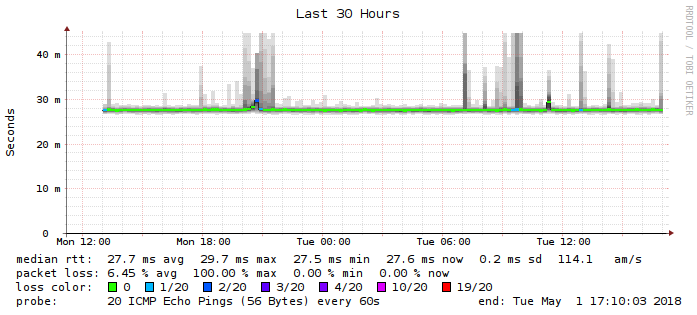 Last 30 Hours
RRDTOOL / TOBI OETIKER
Seconds
40 m
30 m
20 m
10 m
0
Mon 12:00 Mon 18:00 Tue 00:00 Tue 06:00 Tue 12:00
median rtt: 27.7 ms avg 29.7 ms max 27.5 ms min 27.6 ms now 0.2 ms sd 114.1 am/s
packet loss: 6.45 % avg 100.00 % max 0.00 % min 0.00 % now
loss color: 0 1/20 2/20 3/20 4/20 10/20 19/20
probe: 20 ICMP Echo Pings (56 Bytes) every 60s end: Tue May 1 17:10:03 2018